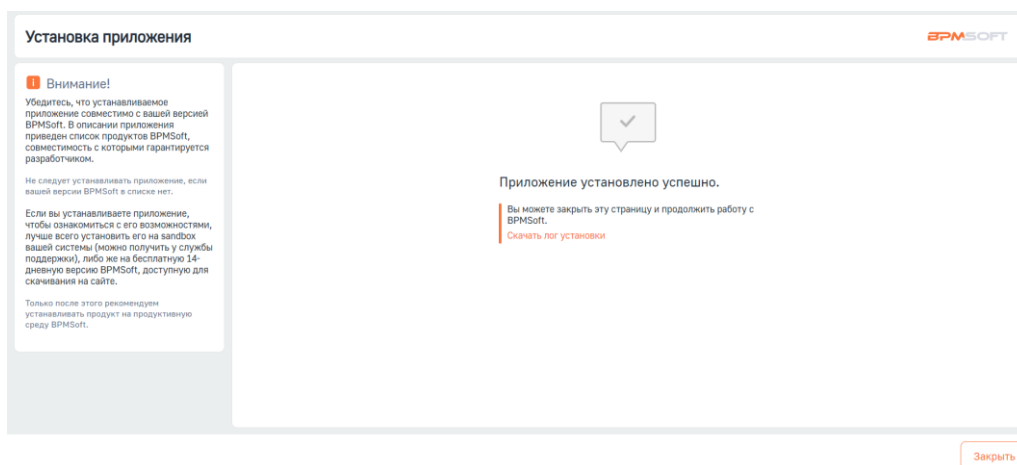 Установка приложения
BPMSOFT
Внимание!
Убедитесь, что устанавливаемое
приложение совместимо с вашей версией
BPMSoft. В описании приложения
приведен список продуктов BPMSoft,
совместимость с которыми гарантируется
разработчиком.
Не следует устанавливать приложение, если
вашей версии BPMSoft в списке нет.
Если вы устанавливаете приложение,
чтобы ознакомиться с его возможностями,
лучше всего установить его на sandbox
вашей системы (можно получить у службы
поддержки), либо же на бесплатную 14-
дневную версию BPMSoft, доступную для
скачивания на сайте.
Только после этого рекомендуем
устанавливать продукт на продуктивную
среду BPMSoft.
Приложение установлено успешно.
Вы можете закрыть эту страницу и продолжить работу с
BPMSoft.
Скачать лог установки
Закрыть